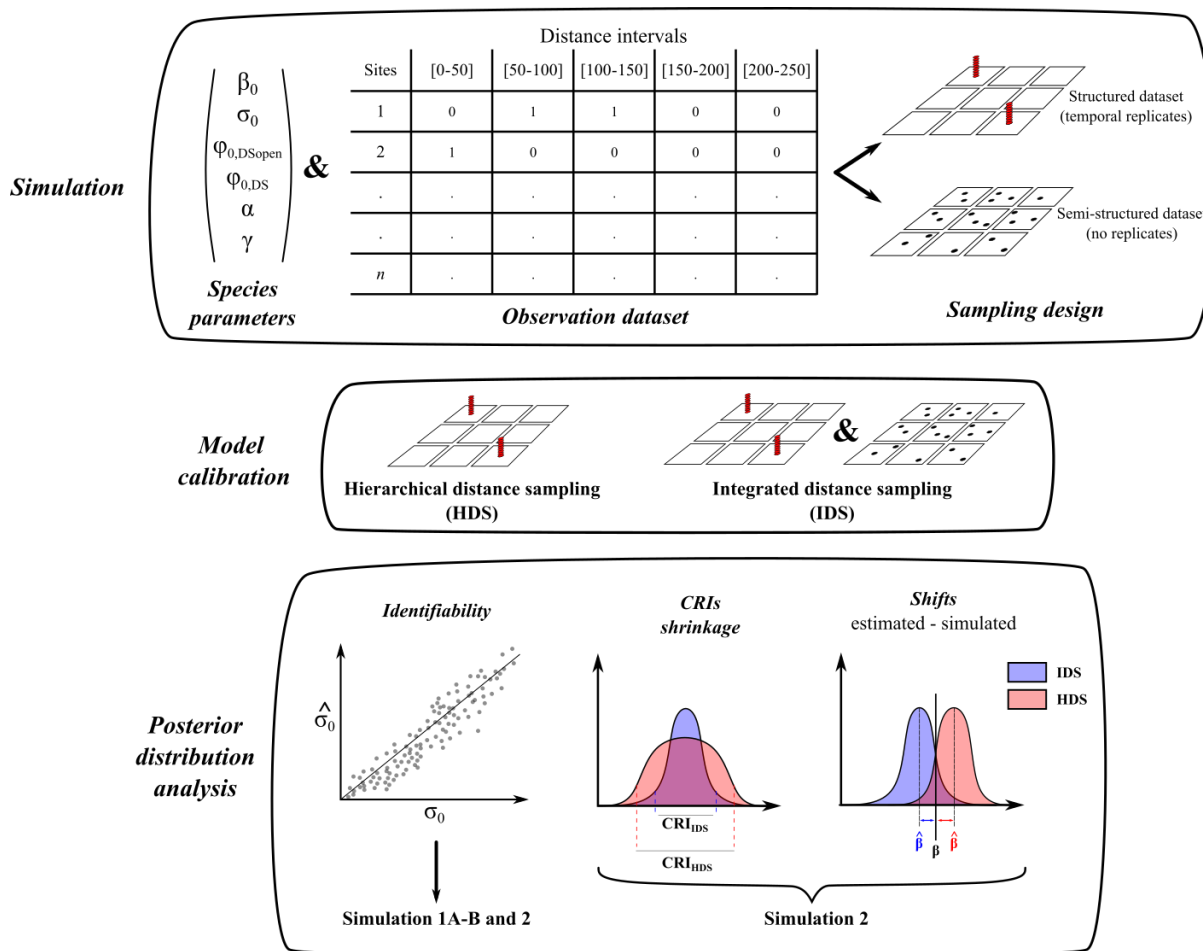 Simulation
β0
σ0
φ0,DSopen
φ0,DS
α
γ
Species
parameters
&
Distance intervals
Sites [0-50] [50-100] [100-150] [150-200] [200-250]
1 0 1 1 0 0
2 1 0 0 0 0
. . . . . .
. . . . . .
n . . . . .
Observation dataset
Structured dataset
(temporal replicates)
Semi-structured dataset
(no replicates)
Sampling design
Model
calibration
Hierarchical distance sampling
(HDS)
&
Integrated distance sampling
(IDS)
Posterior
distribution
analysis
Identifiability
σ̂0
σ0
Simulation 1A-B and 2
CRIs
shrinkage
CRIIDS
CRIHDS
Shifts
estimated - simulated
IDS
HDS
β̂ β β̂
Simulation 2